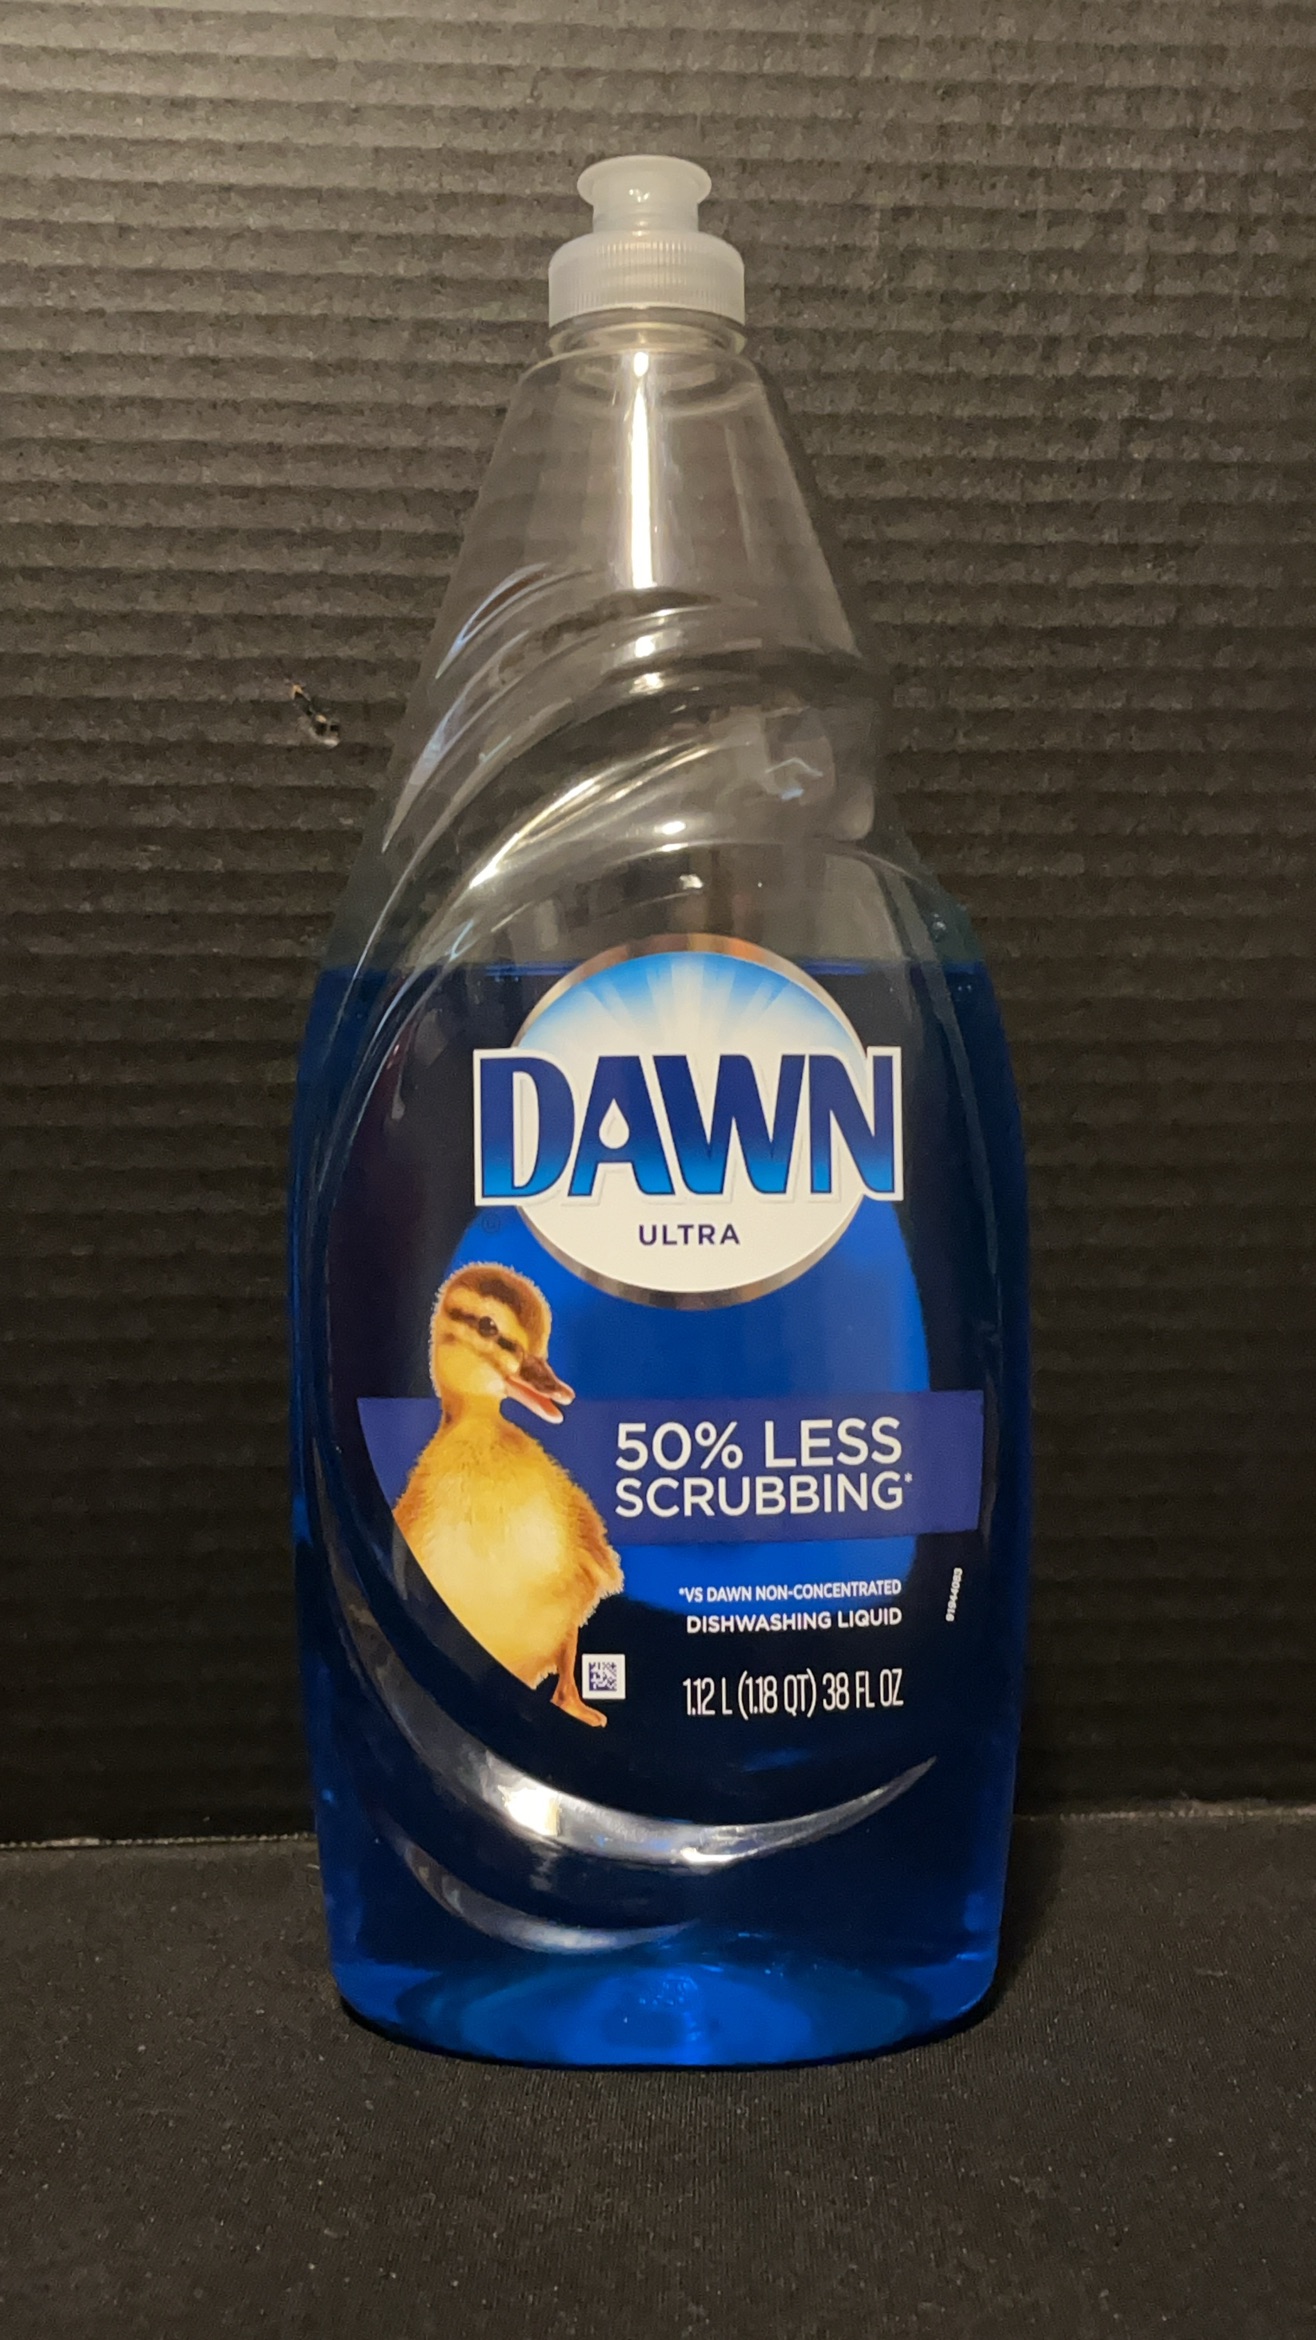 DAWN
ULTRA
50% LESS
SCRUBBING*
*VS DAWN NON-CONCENTRATED
DISHWASHING LIQUID
1.12 L (1.18 QT) 38 FL OZ